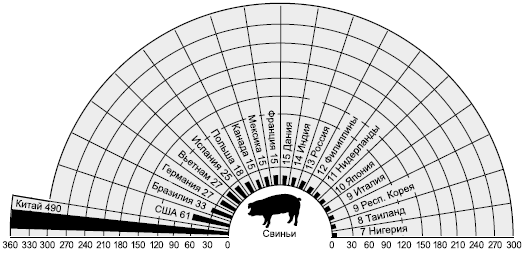 Китай 490
США 61
Бразилия 33
Германия 27
Вьетнам 27
Испания 25
Польша 18
Канада 15
Мексика 15
Франция 15
15 Дания
14 Индия
13 Россия
12 Филиппины
11 Нидерланды
10 Япония
9 Италия
9 Респ. Корея
8 Таиланд
7 Нигерия
Свиньи
360 330 300 270 240 210 180 150 120 90 60 30 0 0 30 60 90 120 150 180 210 240 270 300